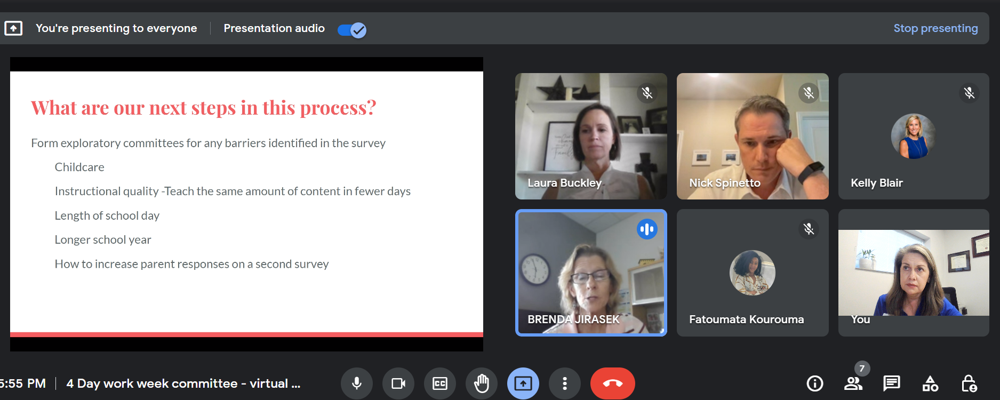 You're presenting to everyone
Presentation audio
Stop presenting
What are our next steps in this process?
Form exploratory committees for any barriers identified in the survey
Childcare
Instructional quality -Teach the same amount of content in fewer days
Length of school day
Longer school year
How to increase parent responses on a second survey
Laura Buckley
Nick Spinetto
Kelly Blair
BRENDA JIRASEK
Fatoumata Kourouma
You
5:55 PM
4 Day work week committee - virtual ...
CC
7